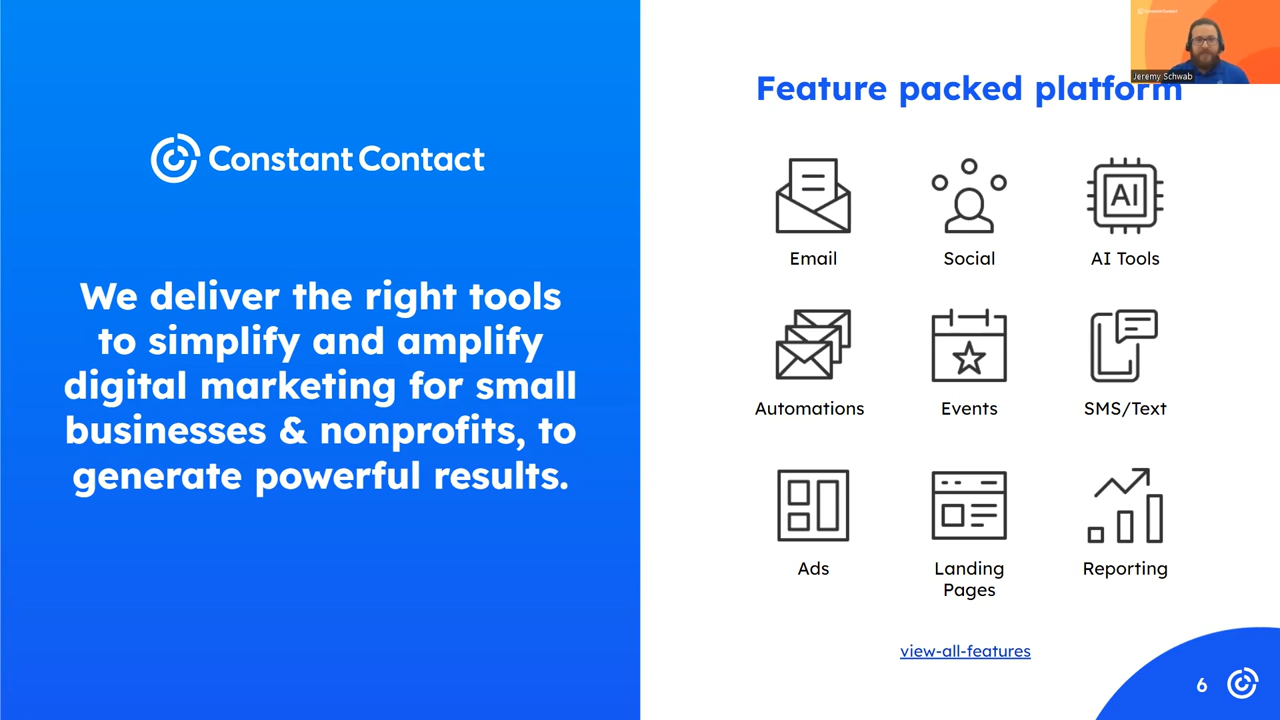 Constant Contact
We deliver the right tools
to simplify and amplify
digital marketing for small
businesses & nonprofits, to
generate powerful results.
ConstantContact
Jeremy Schwab
Feature packed platform
Email
Social
AI
AI Tools
Automations
Events
SMS/Text
Ads
Landing
Pages
Reporting
view-all-features
6